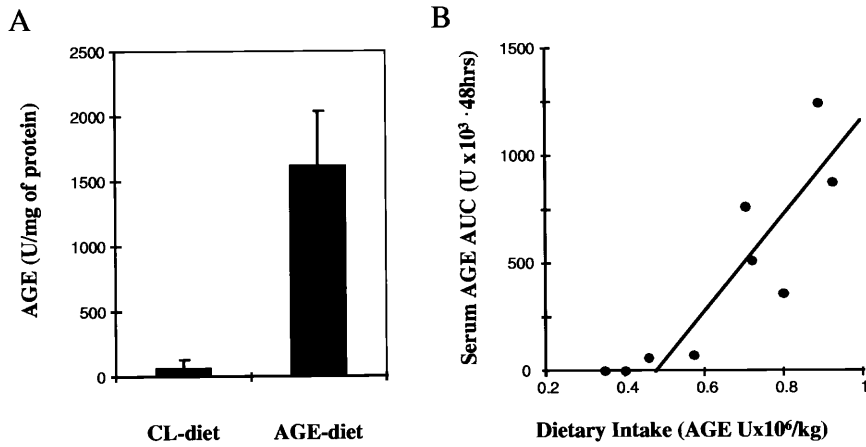 A
AGE (U/mg of protein)
2500
2000
1500
1000
500
0
CL-diet AGE-diet
B
Serum AGE AUC (U x10³ ·48hrs)
1500
1000
500
0
0.2 0.4 0.6 0.8 1
Dietary Intake (AGE Ux10⁶/kg)